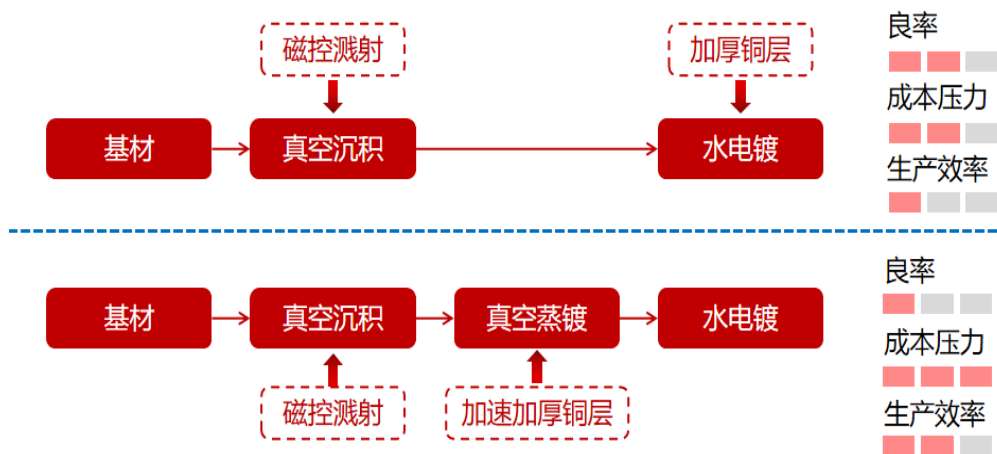 磁控溅射
加厚铜层
基材
真空沉积
水电镀
良率
成本压力
生产效率
基材
真空沉积
真空蒸镀
水电镀
磁控溅射
加速加厚铜层
良率
成本压力
生产效率